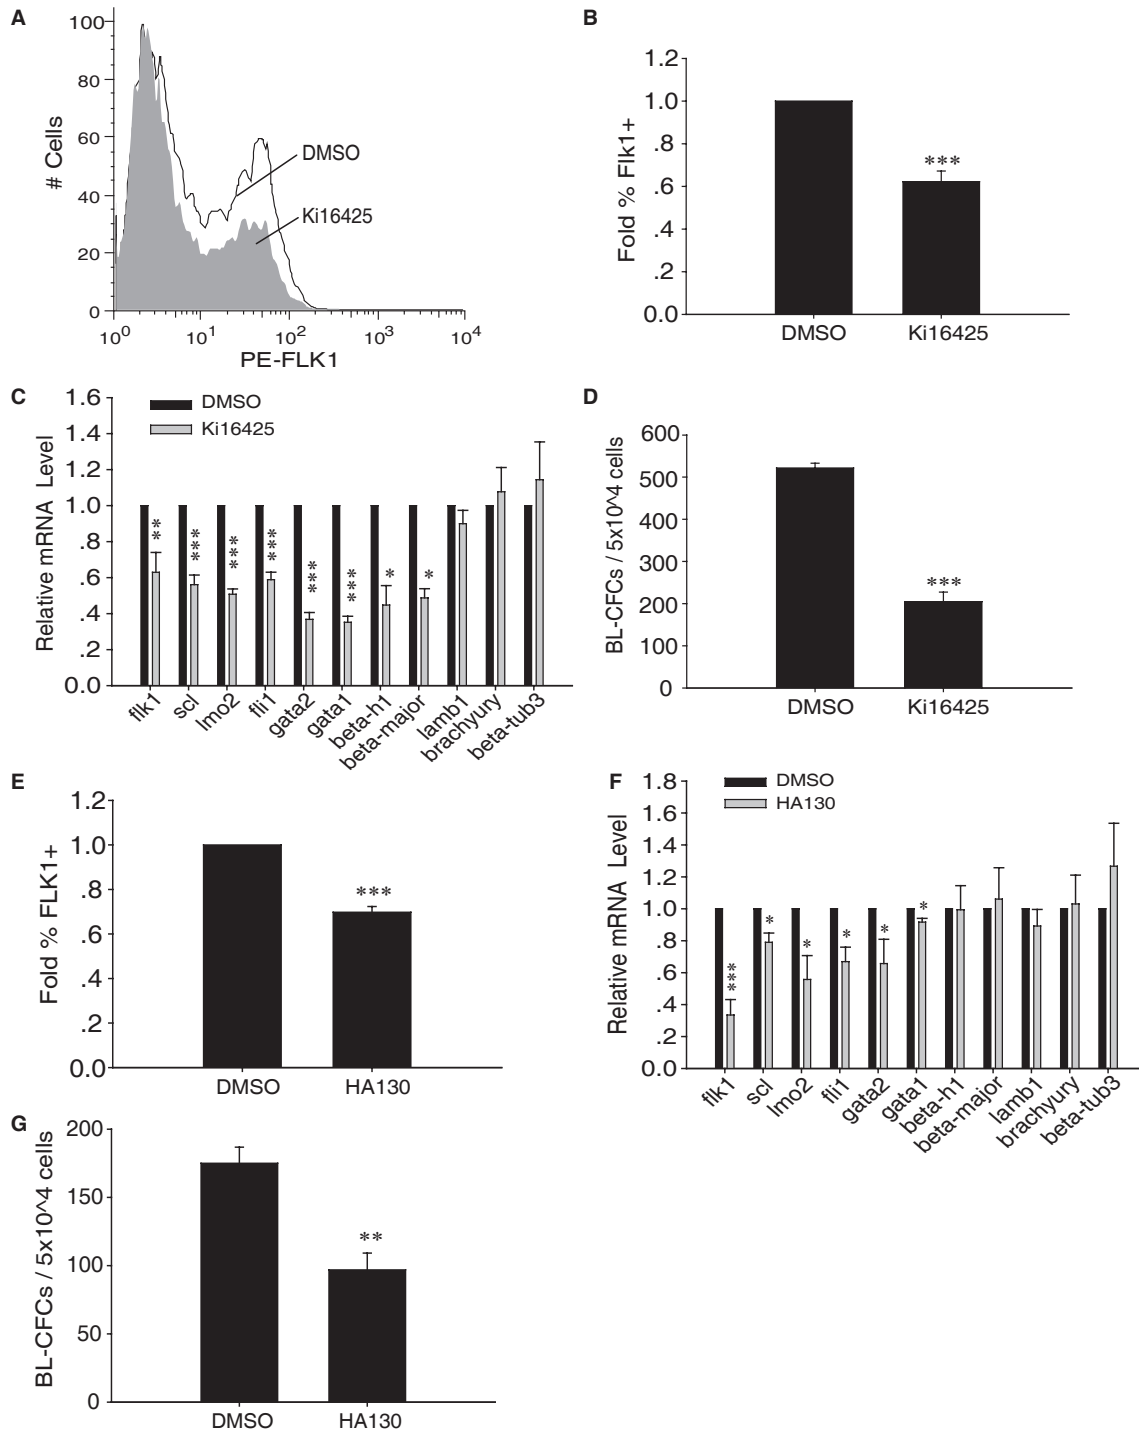 A
100
80
60
40
20
0
# Cells
DMSO
Ki16425
10^0 10^1 10^2 10^3 10^4
PE-FLK1
B
1.2
1.0
.8
.6
.4
.2
0.0
Fold % Flk1+
***
DMSO Ki16425
C
1.6
1.4
1.2
1.0
.8
.6
.4
.2
0.0
Relative mRNA Level
DMSO
Ki16425
** *** *** *** *** *** * *
flk1 scl lmo2 fli1 gata2 gata1 beta-h1 beta-major lamb1 brachyury beta-tub3
D
600
500
400
300
200
100
0
BL-CFCs / 5x10^4 cells
***
DMSO Ki16425
E
1.2
1.0
.8
.6
.4
.2
0.0
Fold % FLK1+
***
DMSO HA130
F
1.8
1.6
1.4
1.2
1.0
.8
.6
.4
.2
0.0
Relative mRNA Level
DMSO
HA130
*** * * * * *
flk1 scl lmo2 fli1 gata2 gata1 beta-h1 beta-major lamb1 brachyury beta-tub3
G
200
150
100
50
0
BL-CFCs / 5x10^4 cells
**
DMSO HA130